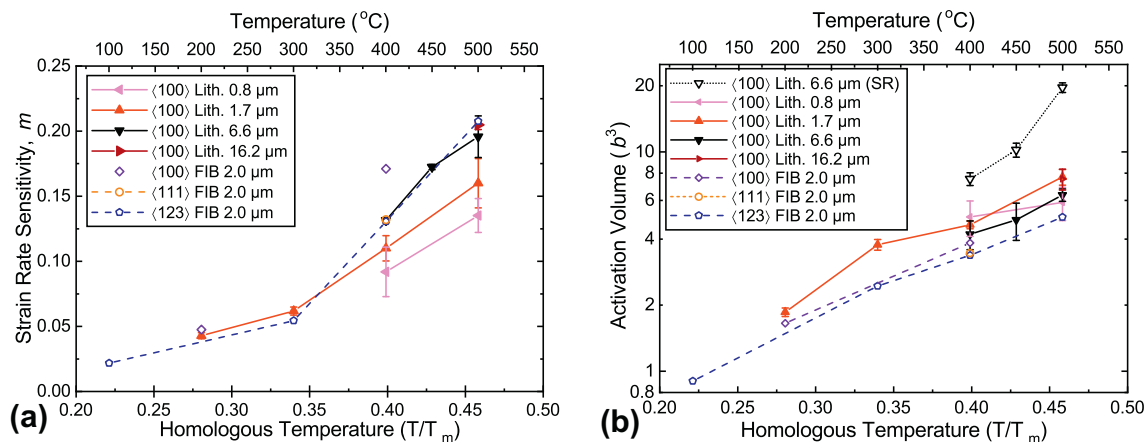 (a)
Temperature (°C)
100 150 200 250 300 350 400 450 500 550
0.25
0.20
0.15
0.10
0.05
0.00
Strain Rate Sensitivity, m
⟨100⟩ Lith. 0.8 µm
⟨100⟩ Lith. 1.7 µm
⟨100⟩ Lith. 6.6 µm
⟨100⟩ Lith. 16.2 µm
⟨100⟩ FIB 2.0 µm
⟨111⟩ FIB 2.0 µm
⟨123⟩ FIB 2.0 µm
0.20 0.25 0.30 0.35 0.40 0.45 0.50
Homologous Temperature (T/Tm)
(b)
Temperature (°C)
100 150 200 250 300 350 400 450 500 550
20
10
8
6
4
2
1
0.8
Activation Volume (b³)
⟨100⟩ Lith. 6.6 µm (SR)
⟨100⟩ Lith. 0.8 µm
⟨100⟩ Lith. 1.7 µm
⟨100⟩ Lith. 6.6 µm
⟨100⟩ Lith. 16.2 µm
⟨100⟩ FIB 2.0 µm
⟨111⟩ FIB 2.0 µm
⟨123⟩ FIB 2.0 µm
0.20 0.25 0.30 0.35 0.40 0.45 0.50
Homologous Temperature (T/Tm)